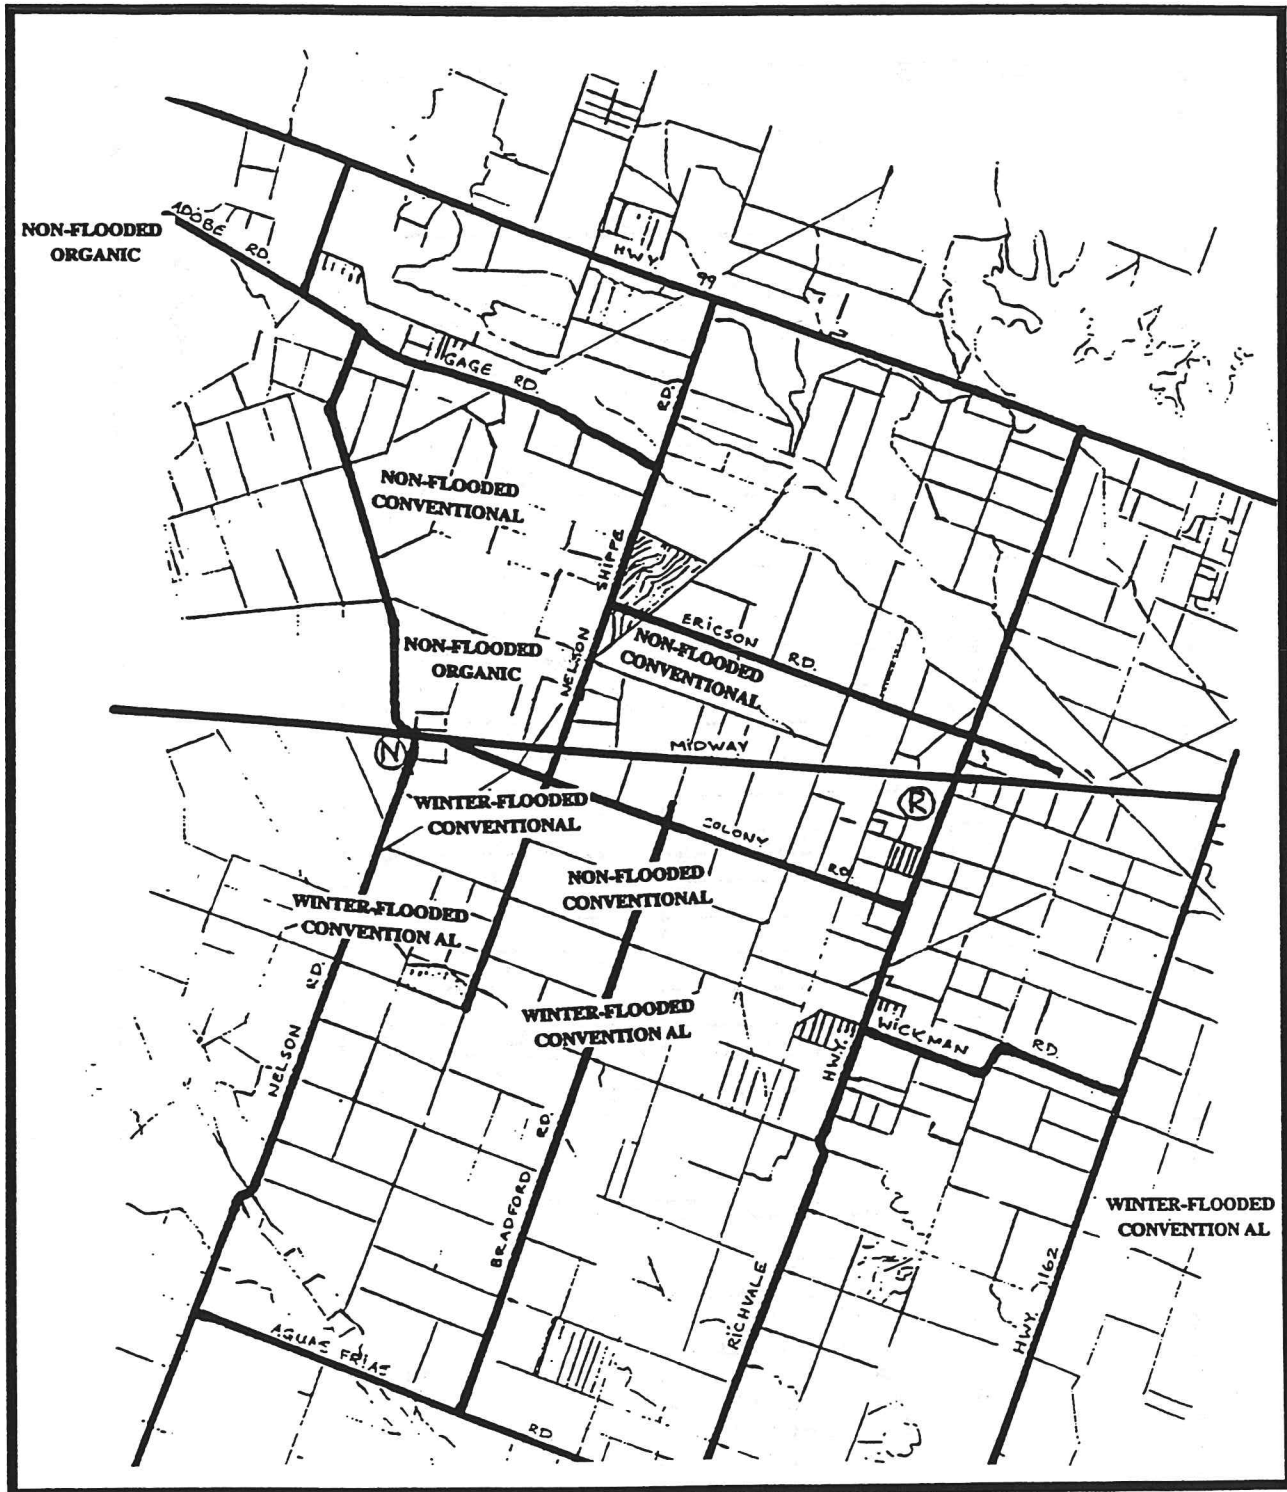 NON-FLOODED
ORGANIC
ADOBE RD.
HWY. 99
GAGE RD.
RD.
NON-FLOODED
CONVENTIONAL
SHIPPE
ERICSON RD.
NON-FLOODED
CONVENTIONAL
NON-FLOODED
ORGANIC
NELSON
MIDWAY
N
R
WINTER-FLOODED
CONVENTIONAL
COLONY RD.
NON-FLOODED
CONVENTIONAL
WINTER-FLOODED
CONVENTION AL
NELSON RD.
WINTER-FLOODED
CONVENTION AL
WICKMAN RD.
BRADFORD RD.
RICHVALE HWY.
WINTER-FLOODED
CONVENTION AL
HWY 1162
AGUAS FRIAS RD